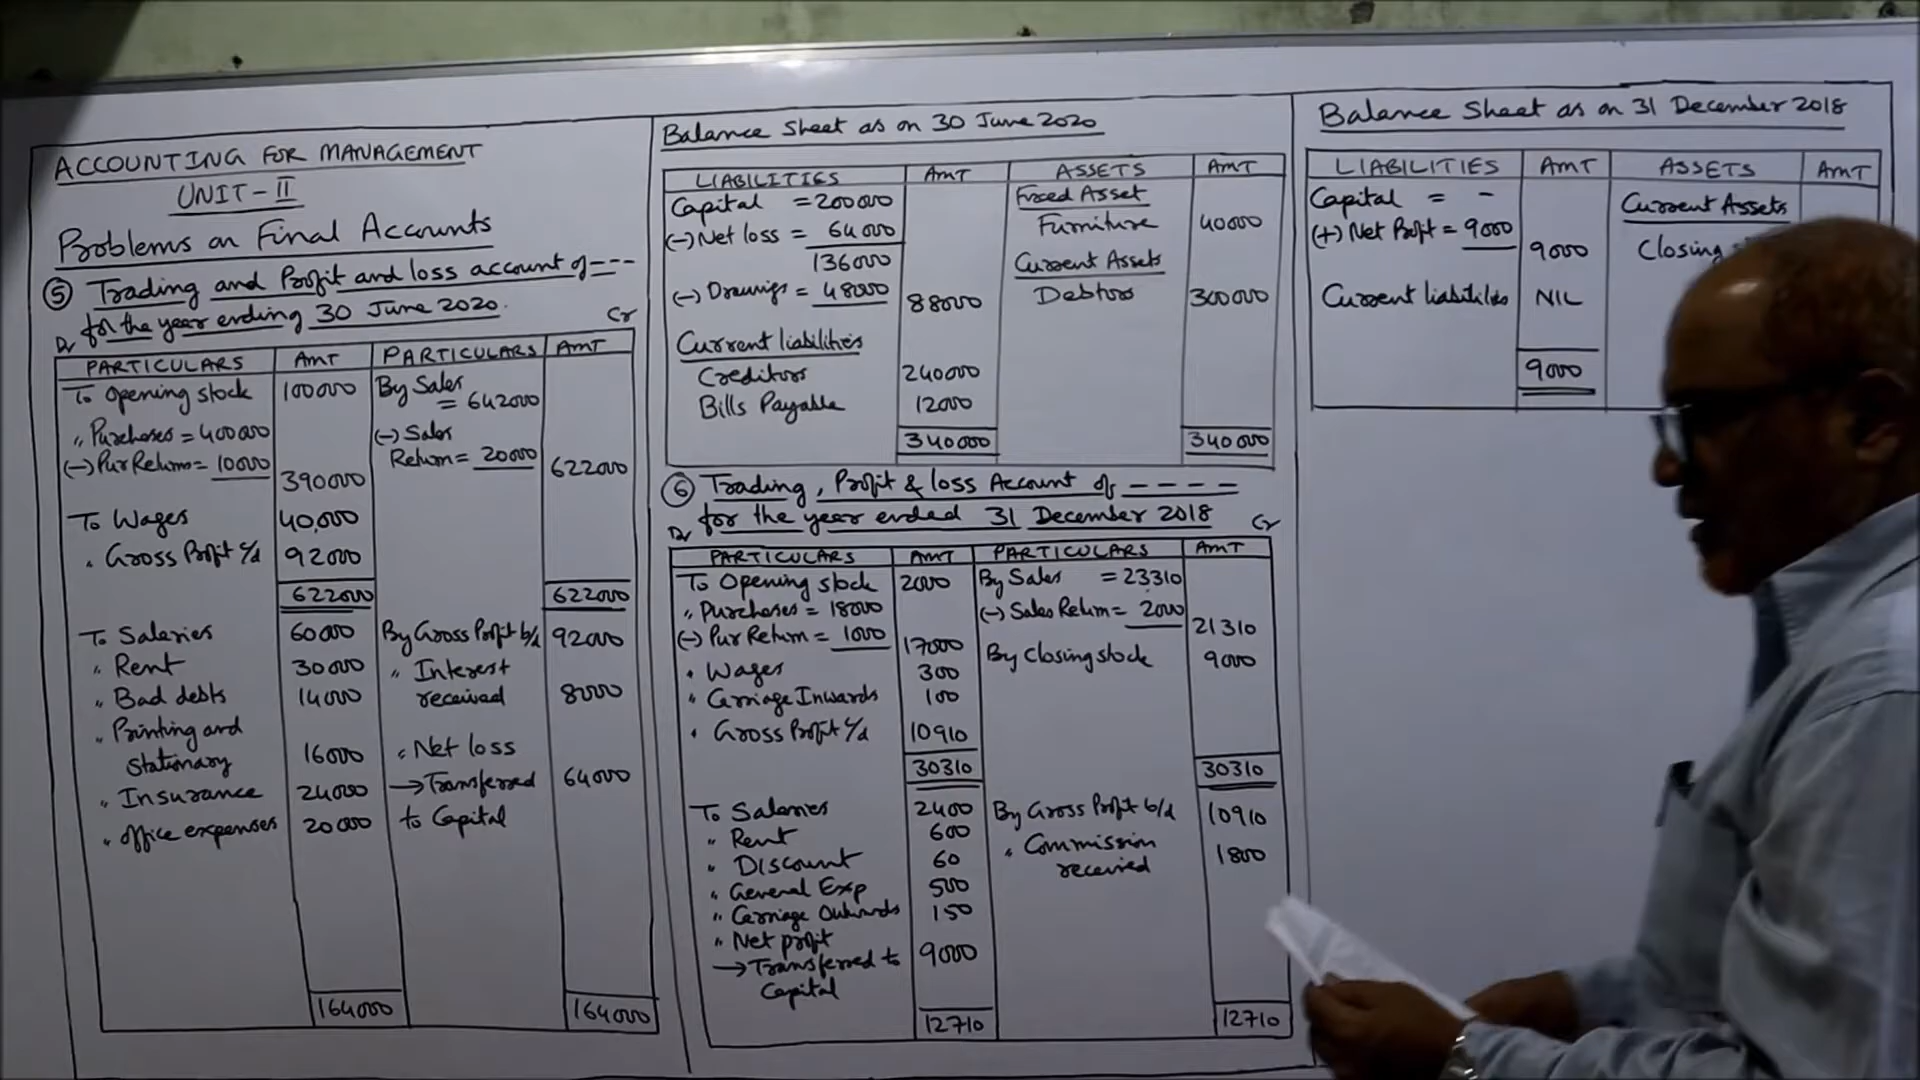 ACCOUNTING FOR MANAGEMENT
UNIT-II
Problems on Final Accounts
⑤ Trading and Profit and loss account of ----
for the year ending 30 June 2020.
Dr Cr
PARTICULARS AMT PARTICULARS AMT
To Opening stock 100000 By Sales
= 642000
" Purchases = 400000 (-) Sales
(-) Pur Return = 10000 390000 Return = 20000 622000
To Wages 40,000
" Gross Profit c/d 92000
622000 622000
To Salaries 60000 By Gross Profit b/d 92000
" Rent 30000 " Interest
" Bad debts 14000 received 8000
" Printing and
stationary 16000 " Net loss
" Insurance 24000 → Transferred 64000
" office expenses 20000 to Capital
164000 164000
Balance Sheet as on 30 June 2020
LIABILITIES AMT ASSETS AMT
Capital = 200000 Fixed Asset
(-) Net loss = 64000 Furniture 40000
136000 Current Assets
(-) Drawings = 48000 88000 Debtors 300000
Current liabilities
Creditors 240000
Bills Payable 12000
340000 340000
⑥ Trading, Profit & loss Account of ----
for the year ended 31 December 2018
Dr Cr
PARTICULARS AMT PARTICULARS AMT
To Opening stock 2000 By Sales = 23310
" Purchases = 18000 (-) Sales Return = 2000
(-) Pur Return = 1000 17000 21310
" Wages 300 By Closing stock 9000
" Carriage Inwards 100
" Gross Profit c/d 10910
30310 30310
To Salaries 2400 By Gross Profit b/d 10910
" Rent 600 " Commission
" Discount 60 received 1800
" General Exp 500
" Carriage Outwards 150
" Net profit
→ Transferred to 9000
Capital
12710 12710
Balance Sheet as on 31 December 2018
LIABILITIES AMT ASSETS AMT
Capital = - Current Assets
(+) Net Profit = 9000 9000 Closing
Current liabilities NIL
9000